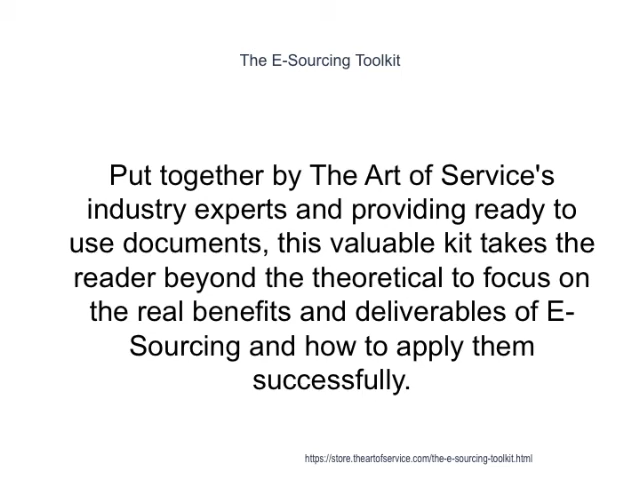 The E-Sourcing Toolkit
Put together by The Art of Service's
industry experts and providing ready to
use documents, this valuable kit takes the
reader beyond the theoretical to focus on
the real benefits and deliverables of E-
Sourcing and how to apply them
successfully.
https://store.theartofservice.com/the-e-sourcing-toolkit.html